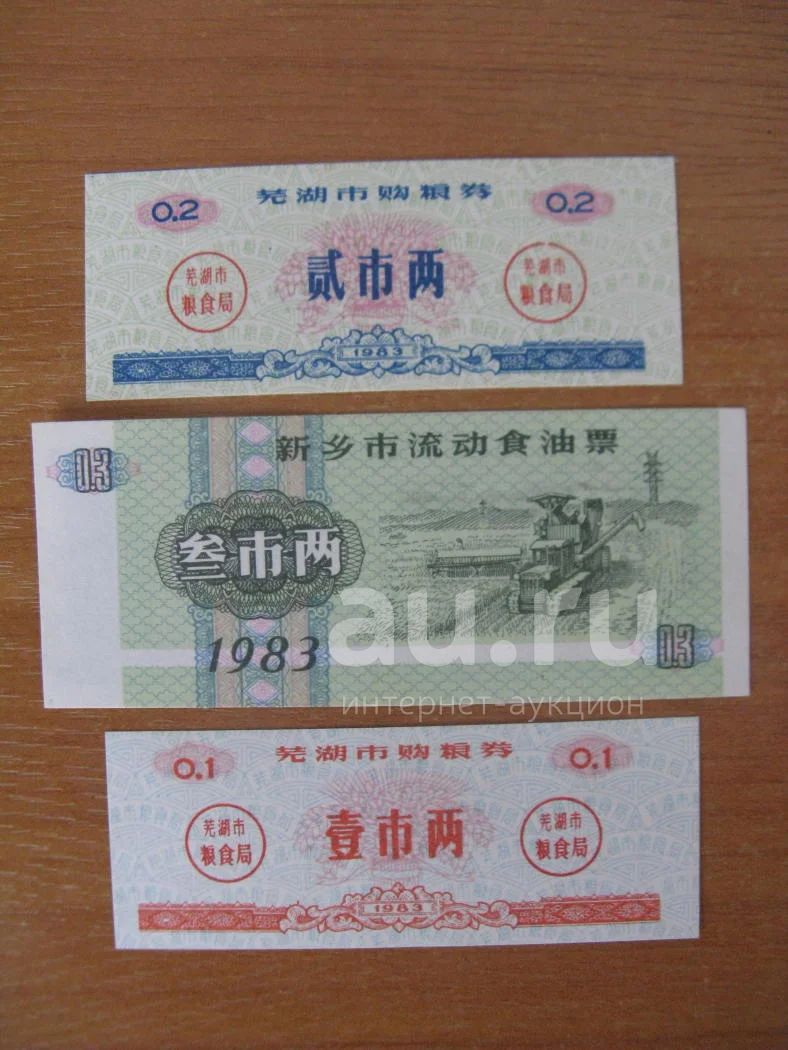 芜湖市购粮券
0.2
0.2
贰市两
芜湖市
粮食局
芜湖市
粮食局
1983
新乡市流动食油票
0.3
叁市两
1983
0.3
au.ru
интернет-аукцион
芜湖市购粮券
0.1
0.1
壹市两
芜湖市
粮食局
芜湖市
粮食局
1983